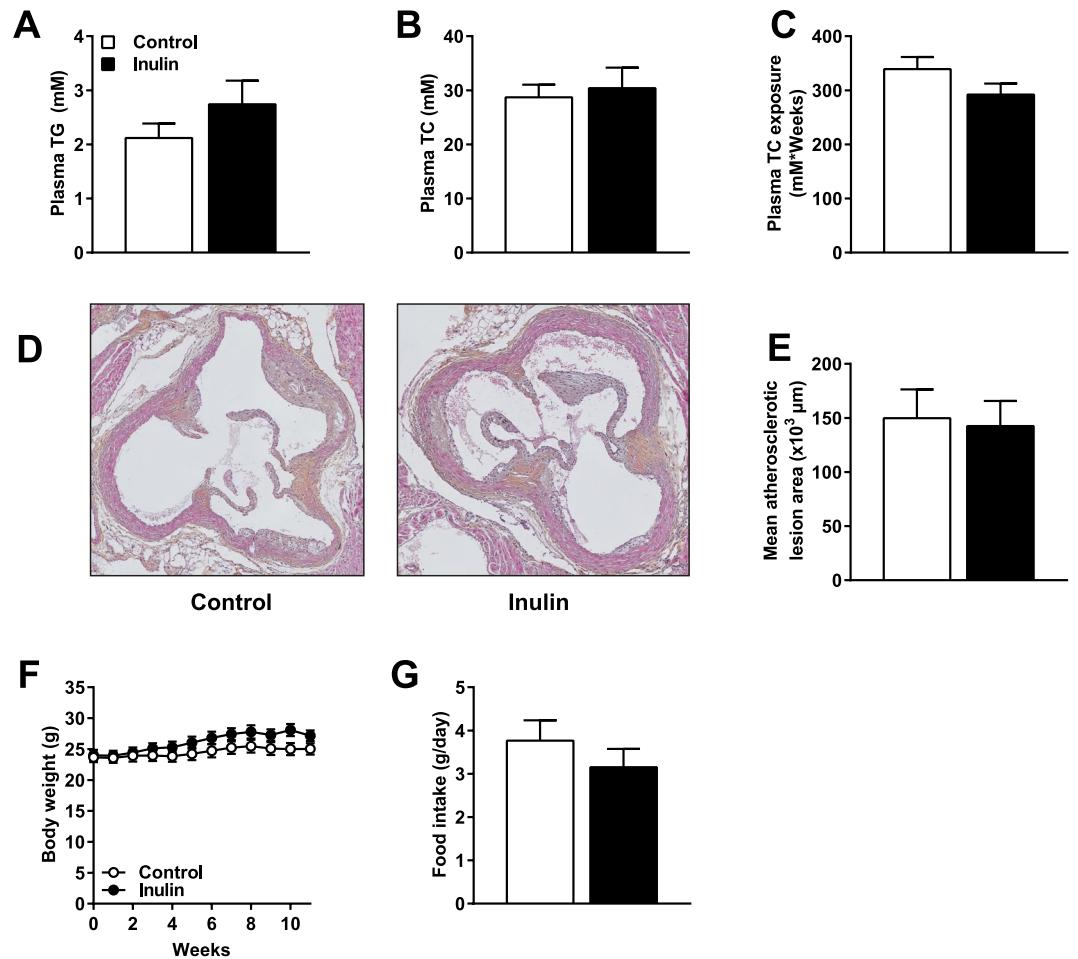 A
Plasma TG (mM)
4
3
2
1
0
Control
Inulin
B
Plasma TC (mM)
40
30
20
10
0
C
Plasma TC exposure
(mM*Weeks)
400
300
200
100
0
D
Control
Inulin
E
Mean atherosclerotic
lesion area (x10³ µm)
200
150
100
50
0
F
Body weight (g)
35
30
25
20
15
10
5
0
Control
Inulin
0 2 4 6 8 10
Weeks
G
Food intake (g/day)
5
4
3
2
1
0